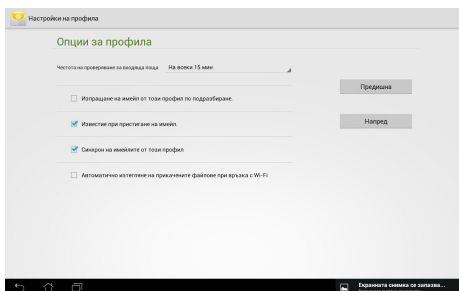 Настройки на профила
Опции за профила
Честота на проверяване за входяща поща На всеки 15 мин
Предишна
Изпращане на имейл от този профил по подразбиране.
Известие при пристигане на имейл.
Напред
Синхрон на имейлите от този профил
Автоматично изтегляне на прикачените файлове при връзка с Wi-Fi
Екранната снимка се запазва...